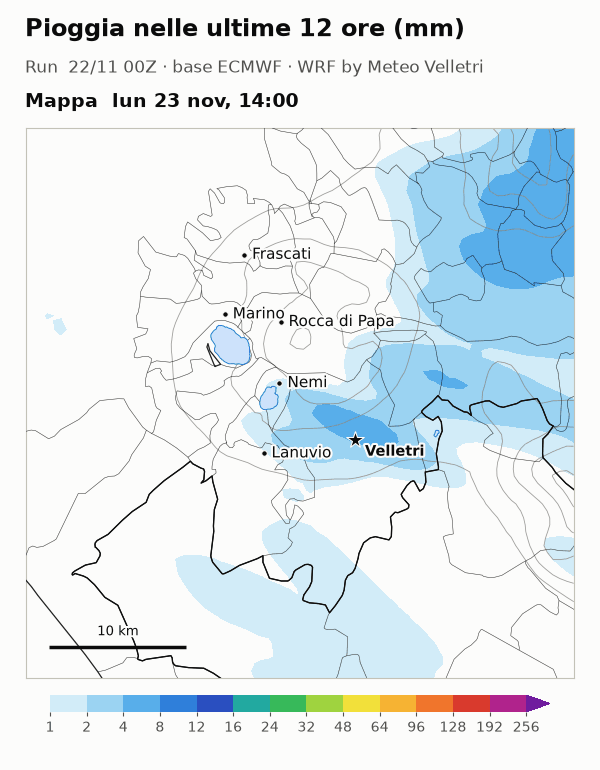 Pioggia nelle ultime 12 ore (mm)
Run  22/11 00Z · base ECMWF · WRF by Meteo Velletri
Mappa  lun 23 nov, 14:00
Frascati
Marino
Rocca di Papa
Nemi
Velletri
Lanuvio
10 km
1 2 4 8 12 16 24 32 48 64 96 128 192 256